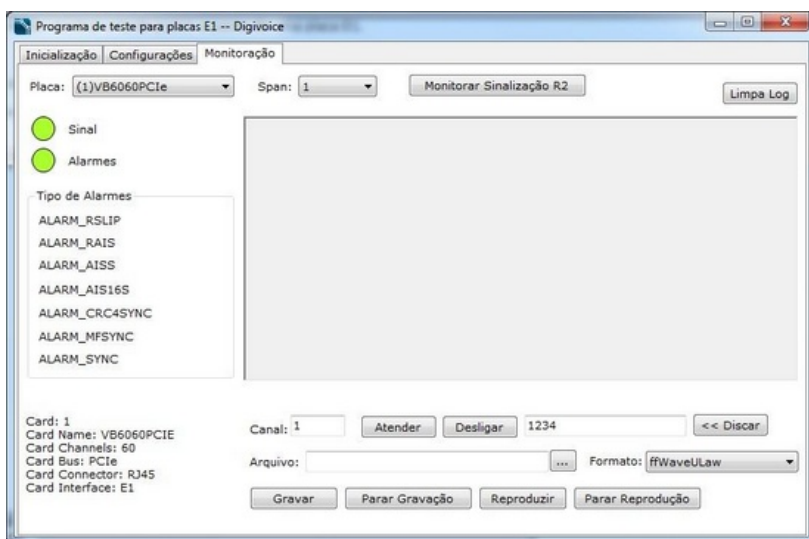 Programa de teste para placas E1 -- Digivoice
Inicialização Configurações Monitoração
Placa: (1)VB6060PCIe Span: 1 Monitorar Sinalização R2 Limpa Log
Sinal
Alarmes
Tipo de Alarmes
ALARM_RSLIP
ALARM_RAIS
ALARM_AISS
ALARM_AIS16S
ALARM_CRC4SYNC
ALARM_MFSYNC
ALARM_SYNC
Card: 1
Card Name: VB6060PCIE
Card Channels: 60
Card Bus: PCIe
Card Connector: RJ45
Card Interface: E1
Canal: 1 Atender Desligar 1234 << Discar
Arquivo: ... Formato: ffWaveULaw
Gravar Parar Gravação Reproduzir Parar Reprodução